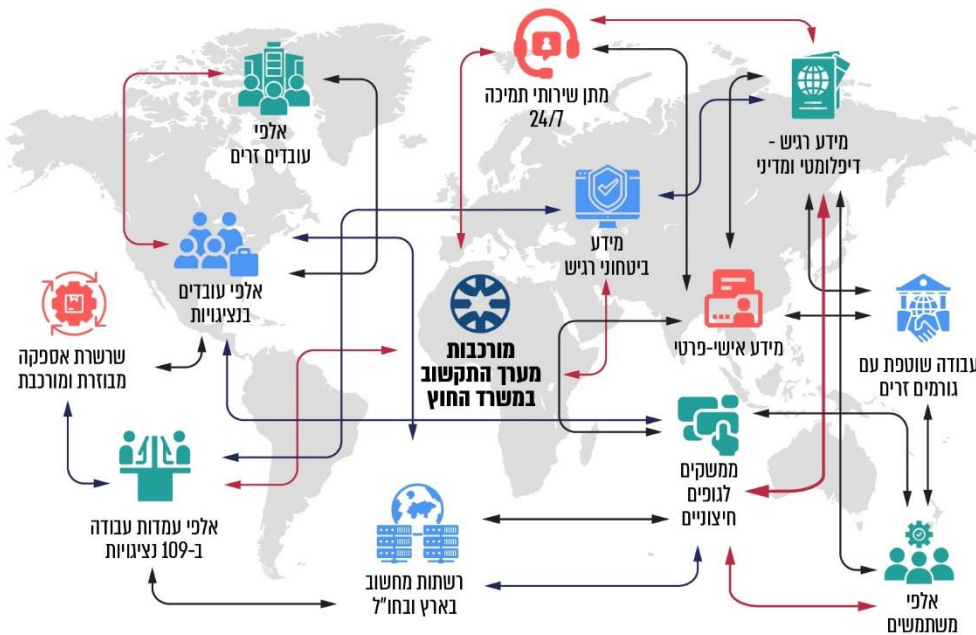 מתן שירותי תמיכה
24/7
אלפי
עובדים זרים
מידע רגיש -
דיפלומטי ומדיני
מידע
ביטחוני רגיש
אלפי עובדים
בנציגויות
שרשרת אספקה
מבוזרת ומורכבת
מורכבות
מערך התקשוב
במשרד החוץ
מידע אישי-פרטי
עבודה שוטפת עם
גורמים זרים
ממשקים
לגופים
חיצוניים
אלפי עמדות עבודה
ב-109 נציגויות
רשתות מחשוב
בארץ ובחו"ל
אלפי
משתמשים